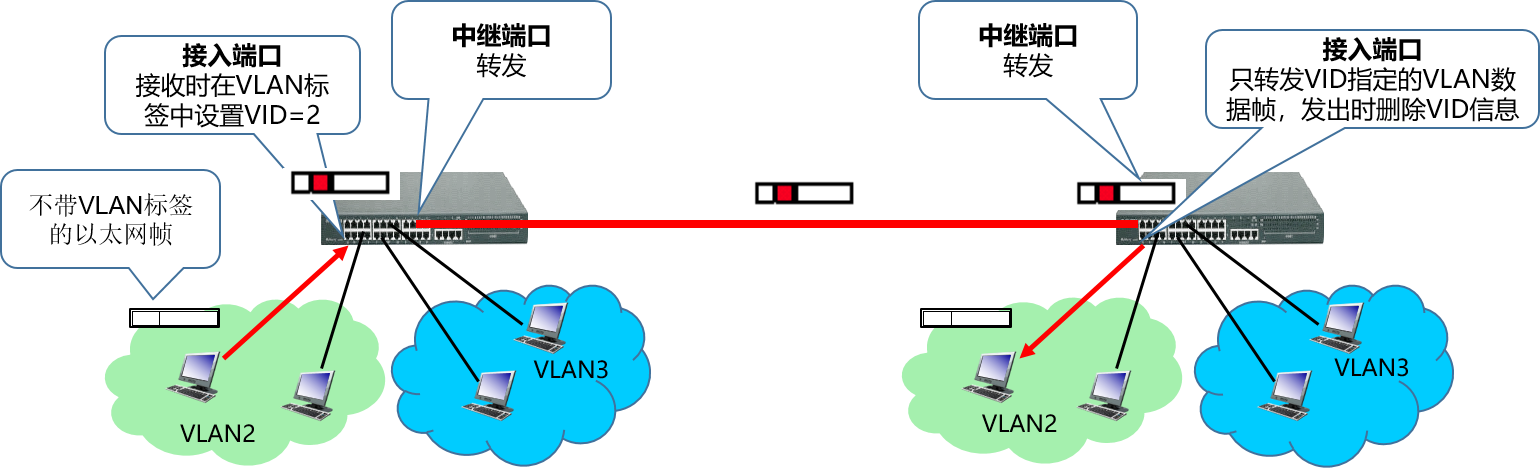 接入端口
接收时在VLAN标
签中设置VID=2
中继端口
转发
中继端口
转发
接入端口
只转发VID指定的VLAN数
据帧，发出时删除VID信息
不带VLAN标签
的以太网帧
VLAN2
VLAN3
VLAN2
VLAN3